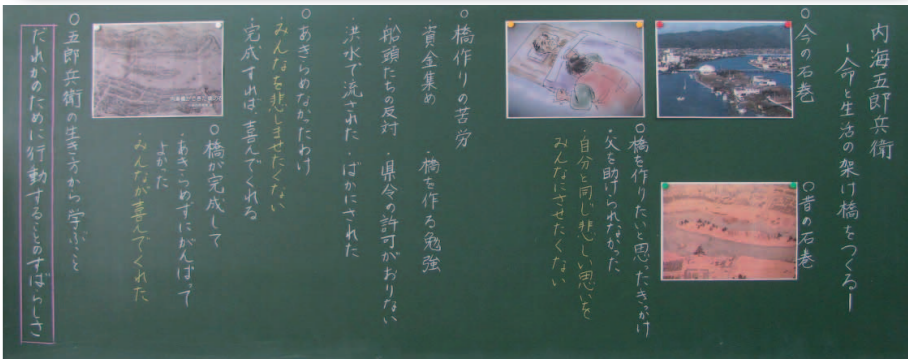 内海五郎兵衛
―命と生活の架け橋をつくる―
○今の石巻
○昔の石巻
○橋を作りたいと思ったきっかけ
父を助けられなかった
・自分と同じ悲しい思いを
みんなにさせたくない
○橋作りの苦労
・資金集め ・橋を作る勉強
・船頭たちの反対 ・県令の許可がおりない
・洪水で流された ・ばかにされた
○あきらめなかったわけ
・みんなを悲しませたくない
・完成すれば、喜んでくれる
○橋が完成して
・あきらめずにがんばって
よかった
・みんなが喜んでくれた
○五郎兵衛の生き方から学ぶこと
だれかのために行動することのすばらしさ